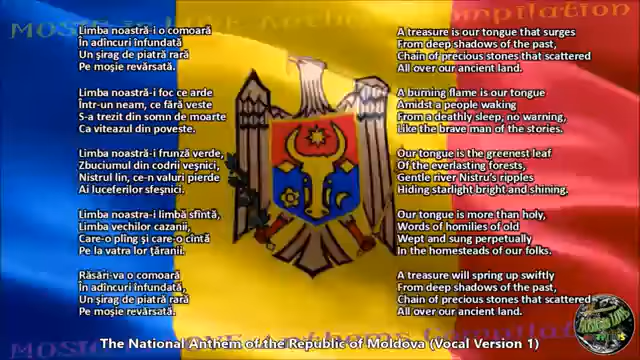 Limba noastră-i o comoară
În adîncuri înfundată
Un şirag de piatră rară
Pe moşie revărsată.
Limba noastră-i foc ce arde
Într-un neam, ce fără veste
S-a trezit din somn de moarte
Ca viteazul din poveste.
Limba noastră-i frunză verde,
Zbuciumul din codrii veşnici,
Nistrul lin, ce-n valuri pierde
Ai luceferilor sfeşnici.
Limba noastra-i limbă sfîntă,
Limba vechilor cazanii,
Care-o plîng şi care-o cîntă
Pe la vatra lor ţăranii.
Răsări-va o comoară
În adîncuri înfundată,
Un şirag de piatră rară
Pe moşie revărsată.
A treasure is our tongue that surges
From deep shadows of the past,
Chain of precious stones that scattered
All over our ancient land.
A burning flame is our tongue
Amidst a people waking
From a deathly sleep, no warning,
Like the brave man of the stories.
Our tongue is the greenest leaf
Of the everlasting forests,
Gentle river Nistru's ripples
Hiding starlight bright and shining.
Our tongue is more than holy,
Words of homilies of old
Wept and sung perpetually
In the homesteads of our folks.
A treasure will spring up swiftly
From deep shadows of the past,
Chain of precious stones that scattered
All over our ancient land.
The National Anthem of the Republic of Moldova (Vocal Version 1)